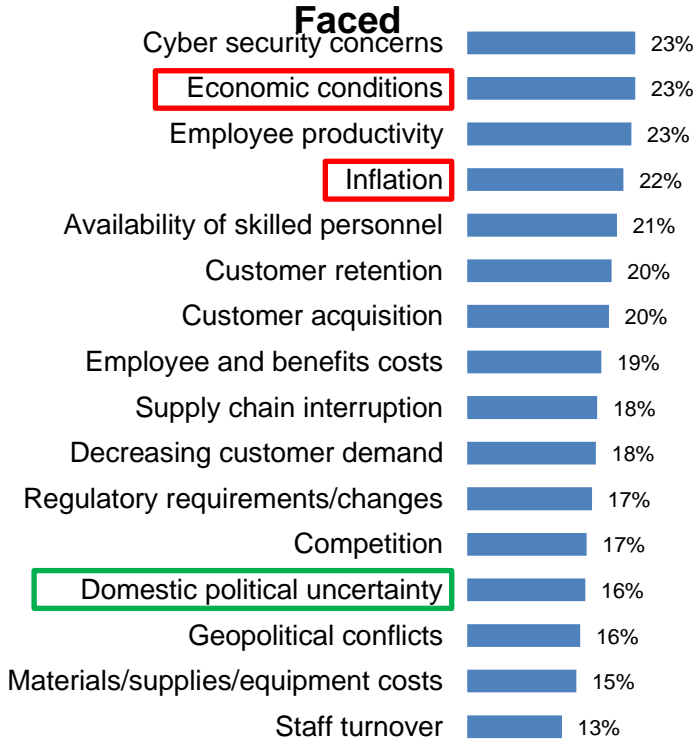 Faced
Cyber security concerns 23%
Economic conditions 23%
Employee productivity 23%
Inflation 22%
Availability of skilled personnel 21%
Customer retention 20%
Customer acquisition 20%
Employee and benefits costs 19%
Supply chain interruption 18%
Decreasing customer demand 18%
Regulatory requirements/changes 17%
Competition 17%
Domestic political uncertainty 16%
Geopolitical conflicts 16%
Materials/supplies/equipment costs 15%
Staff turnover 13%